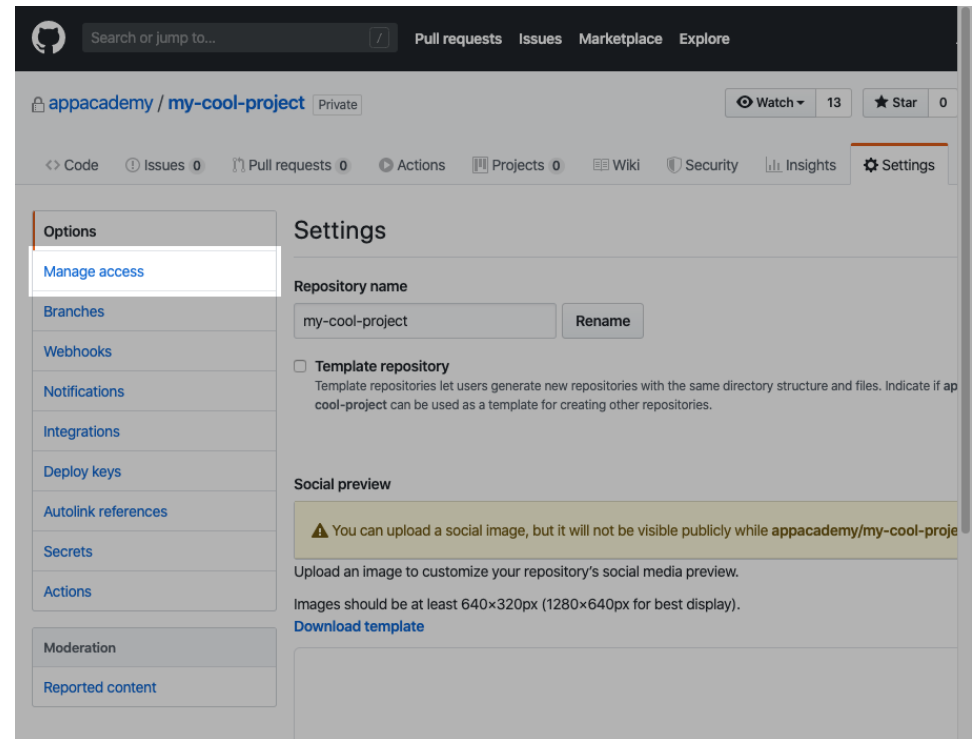 Search or jump to... / Pull requests Issues Marketplace Explore
appacademy / my-cool-project Private Watch 13 Star 0
Code Issues 0 Pull requests 0 Actions Projects 0 Wiki Security Insights Settings
Options
Manage access
Branches
Webhooks
Notifications
Integrations
Deploy keys
Autolink references
Secrets
Actions
Moderation
Reported content
Settings
Repository name
my-cool-project Rename
Template repository
Template repositories let users generate new repositories with the same directory structure and files. Indicate if ap
cool-project can be used as a template for creating other repositories.
Social preview
You can upload a social image, but it will not be visible publicly while appacademy/my-cool-proje
Upload an image to customize your repository's social media preview.
Images should be at least 640×320px (1280×640px for best display).
Download template